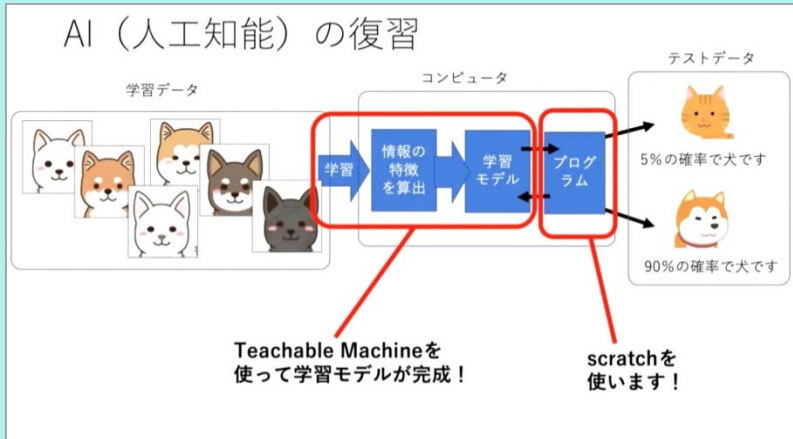 AI（人工知能）の復習
学習データ
コンピュータ
テストデータ
学習
情報の
特徴
を算出
学習
モデル
プログ
ラム
5%の確率で犬です
90%の確率で犬です
Teachable Machineを
使って学習モデルが完成！
scratchを
使います！